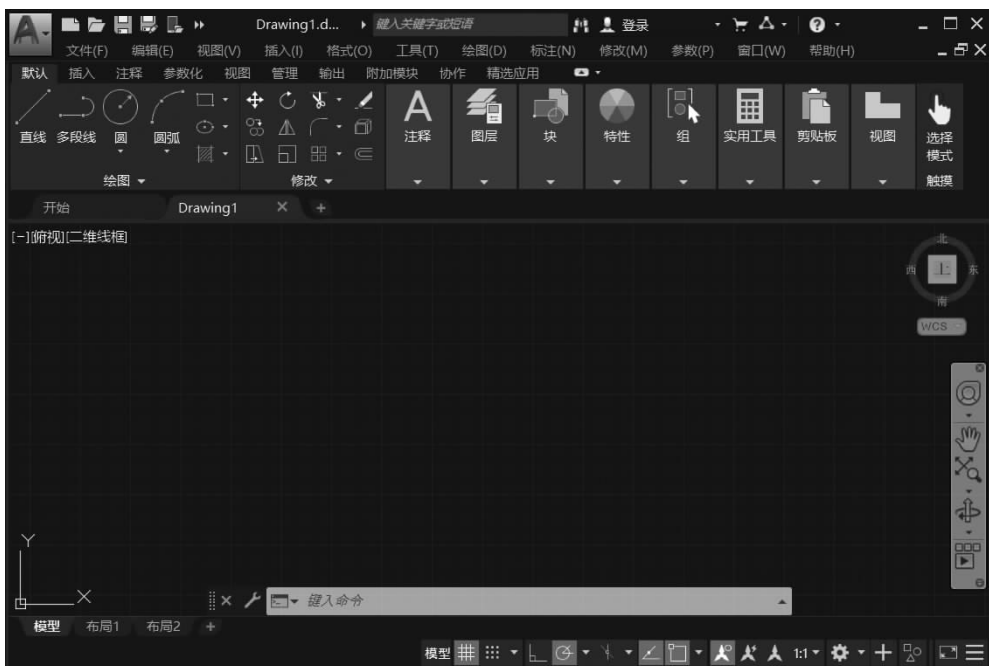 A Drawing1.d... 键入关键字或短语 登录
文件(F) 编辑(E) 视图(V) 插入(I) 格式(O) 工具(T) 绘图(D) 标注(N) 修改(M) 参数(P) 窗口(W) 帮助(H)
默认 插入 注释 参数化 视图 管理 输出 附加模块 协作 精选应用
直线 多段线 圆 圆弧 A 注释 图层 块 特性 组 实用工具 剪贴板 视图 选择
模式
绘图 修改 触摸
开始 Drawing1
[-][俯视][二维线框]
北
西 上 东
南
WCS
Y
X
键入命令
模型 布局1 布局2
模型 1:1